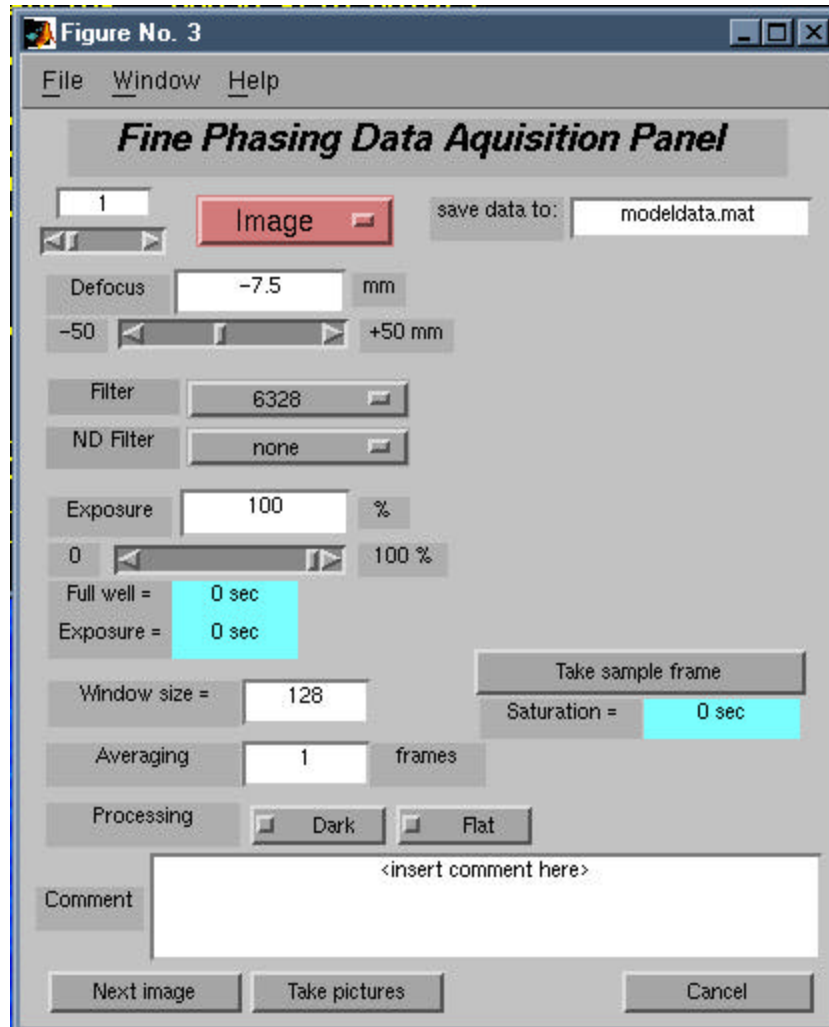 Figure No. 3
File Window Help
Fine Phasing Data Aquisition Panel
1
Image
save data to: modeldata.mat
Defocus -7.5 mm
-50 +50 mm
Filter 6328
ND Filter none
Exposure 100 %
0 100 %
Full well = 0 sec
Exposure = 0 sec
Take sample frame
Window size = 128
Saturation = 0 sec
Averaging 1 frames
Processing Dark Flat
<insert comment here>
Comment
Next image Take pictures Cancel